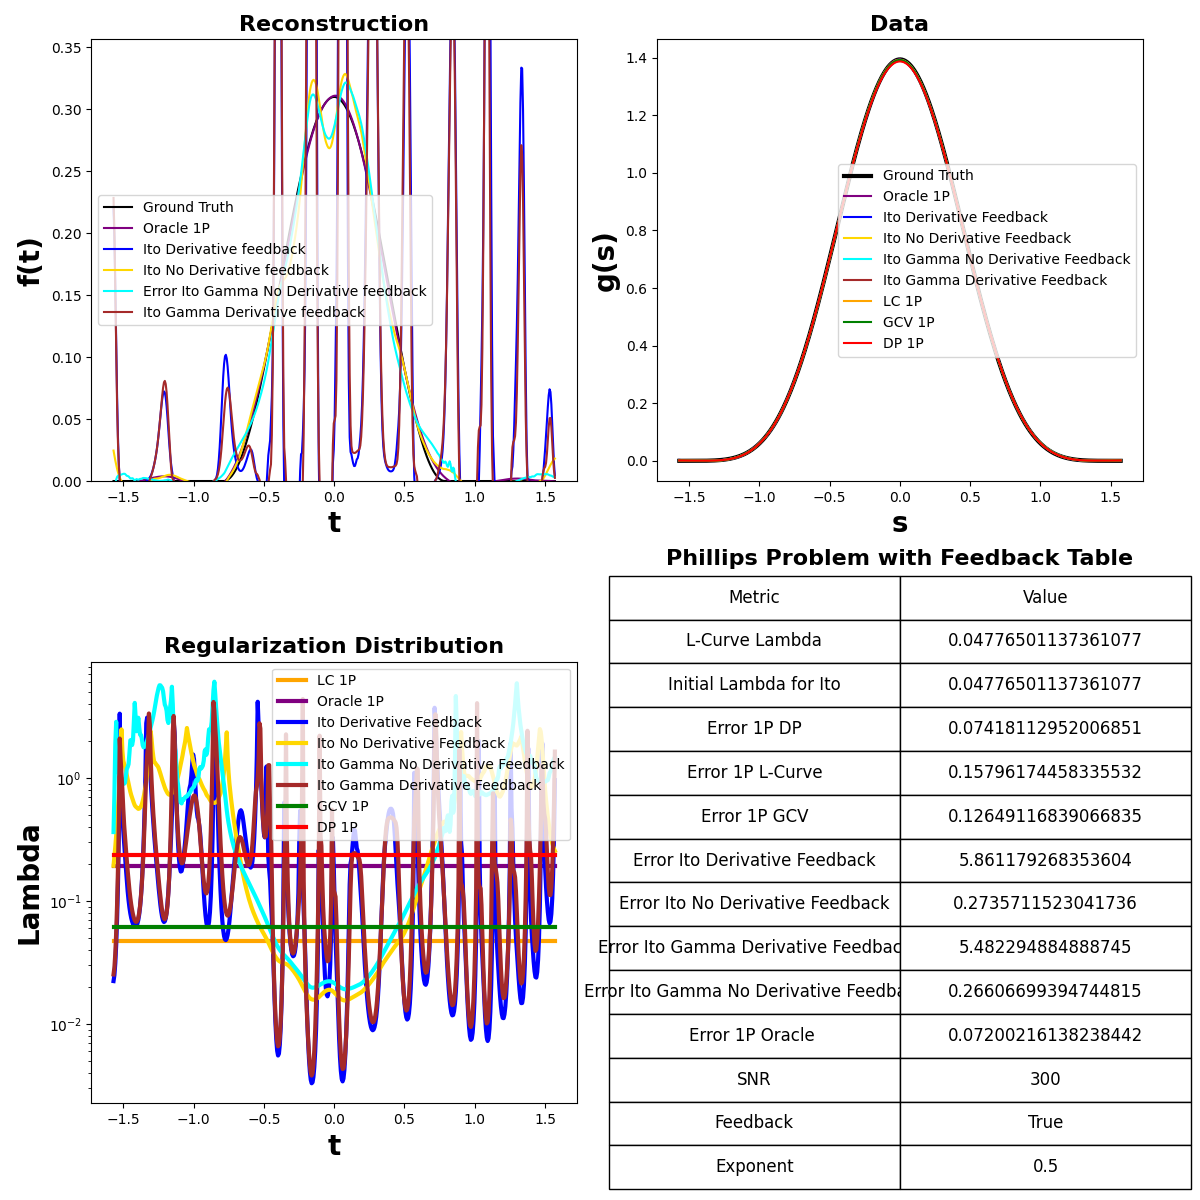 Reconstruction
f(t)
0.35
0.30
0.25
0.20
0.15
0.10
0.05
0.00
Ground Truth
Oracle 1P
Ito Derivative feedback
Ito No Derivative feedback
Error Ito Gamma No Derivative feedback
Ito Gamma Derivative feedback
−1.5 −1.0 −0.5 0.0 0.5 1.0 1.5
t
Data
g(s)
1.4
1.2
1.0
0.8
0.6
0.4
0.2
0.0
Ground Truth
Oracle 1P
Ito Derivative Feedback
Ito No Derivative Feedback
Ito Gamma No Derivative Feedback
Ito Gamma Derivative Feedback
LC 1P
GCV 1P
DP 1P
−1.5 −1.0 −0.5 0.0 0.5 1.0 1.5
s
Regularization Distribution
Lambda
10⁰
10⁻¹
10⁻²
LC 1P
Oracle 1P
Ito Derivative Feedback
Ito No Derivative Feedback
Ito Gamma No Derivative Feedback
Ito Gamma Derivative Feedback
GCV 1P
DP 1P
−1.5 −1.0 −0.5 0.0 0.5 1.0 1.5
t
Phillips Problem with Feedback Table
Metric Value
L-Curve Lambda 0.04776501137361077
Initial Lambda for Ito 0.04776501137361077
Error 1P DP 0.07418112952006851
Error 1P L-Curve 0.15796174458335532
Error 1P GCV 0.12649116839066835
Error Ito Derivative Feedback 5.861179268353604
Error Ito No Derivative Feedback 0.2735711523041736
Error Ito Gamma Derivative Feedbac 5.482294884888745
Error Ito Gamma No Derivative Feedba 0.26606699394744815
Error 1P Oracle 0.07200216138238442
SNR 300
Feedback True
Exponent 0.5